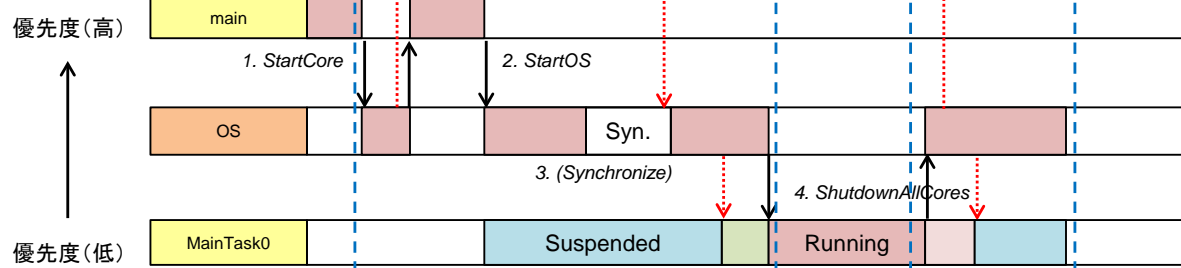 優先度（高）
main
1. StartCore
2. StartOS
OS
Syn.
3. (Synchronize)
4. ShutdownAllCores
優先度（低）
MainTask0
Suspended
Running